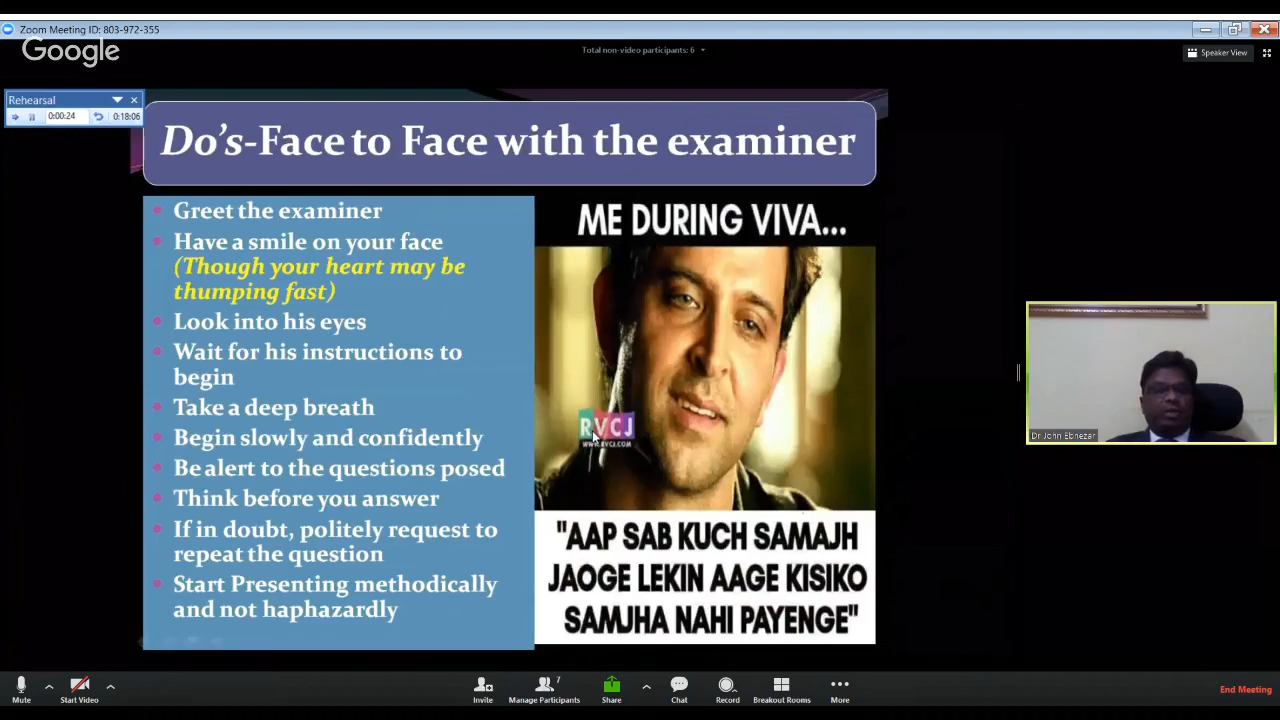 Zoom Meeting ID: 803-972-355
Google
Total non-video participants: 6
Speaker View
Rehearsal
0:00:24
0:18:06
Do's-Face to Face with the examiner
Greet the examiner
Have a smile on your face
(Though your heart may be
thumping fast)
Look into his eyes
Wait for his instructions to
begin
Take a deep breath
Begin slowly and confidently
Be alert to the questions posed
Think before you answer
If in doubt, politely request to
repeat the question
Start Presenting methodically
and not haphazardly
ME DURING VIVA...
RVCJ
WWW.RVCJ.COM
"AAP SAB KUCH SAMAJH
JAOGE LEKIN AAGE KISIKO
SAMJHA NAHI PAYENGE"
Dr John Ebnezar
Mute
Start Video
Invite
7
Manage Participants
Share
Chat
Record
Breakout Rooms
More
End Meeting